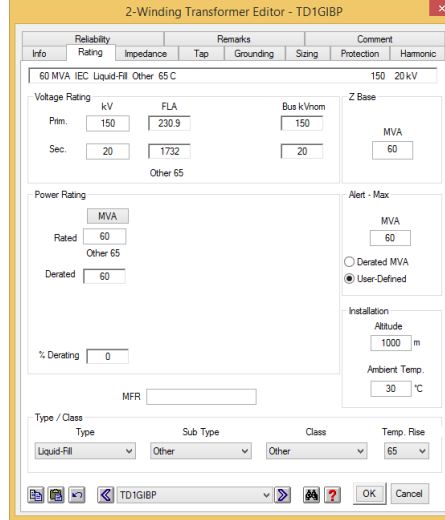 2-Winding Transformer Editor - TD1GIBP
x
Reliability Remarks Comment
Info Rating Impedance Tap Grounding Sizing Protection Harmonic
60 MVA IEC Liquid-Fill Other 65 C 150 20 kV
Voltage Rating Z Base
kV FLA Bus kVnom
Prim. 150 230.9 150
MVA
Sec. 20 1732 20 60
Other 65
Power Rating Alert - Max
MVA MVA
Rated 60 60
Other 65
Derated MVA
Derated 60
User-Defined
Installation
Altitude
1000 m
% Derating 0
Ambient Temp.
30 °C
MFR
Type / Class
Type Sub Type Class Temp. Rise
Liquid-Fill Other Other 65
TD1GIBP ? OK Cancel